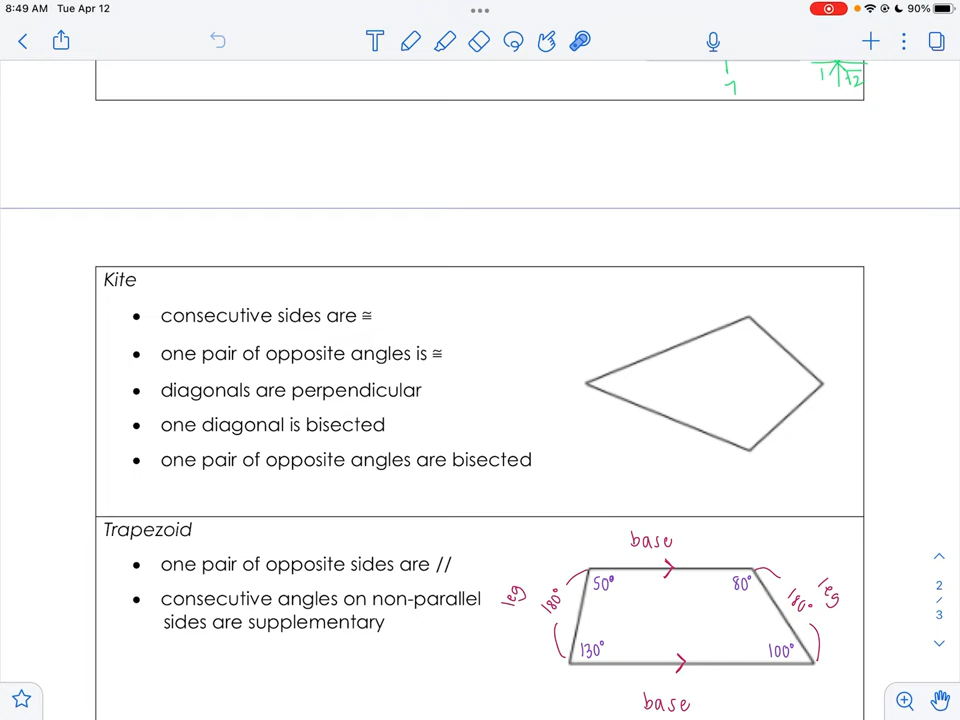 8:49 AM Tue Apr 12
90%
T
1 √2
1
Kite
• consecutive sides are ≅
• one pair of opposite angles is ≅
• diagonals are perpendicular
• one diagonal is bisected
• one pair of opposite angles are bisected
Trapezoid
• one pair of opposite sides are //
• consecutive angles on non-parallel
sides are supplementary
base
50°
80°
leg
180°
180°
leg
130°
100°
base
2
/
3